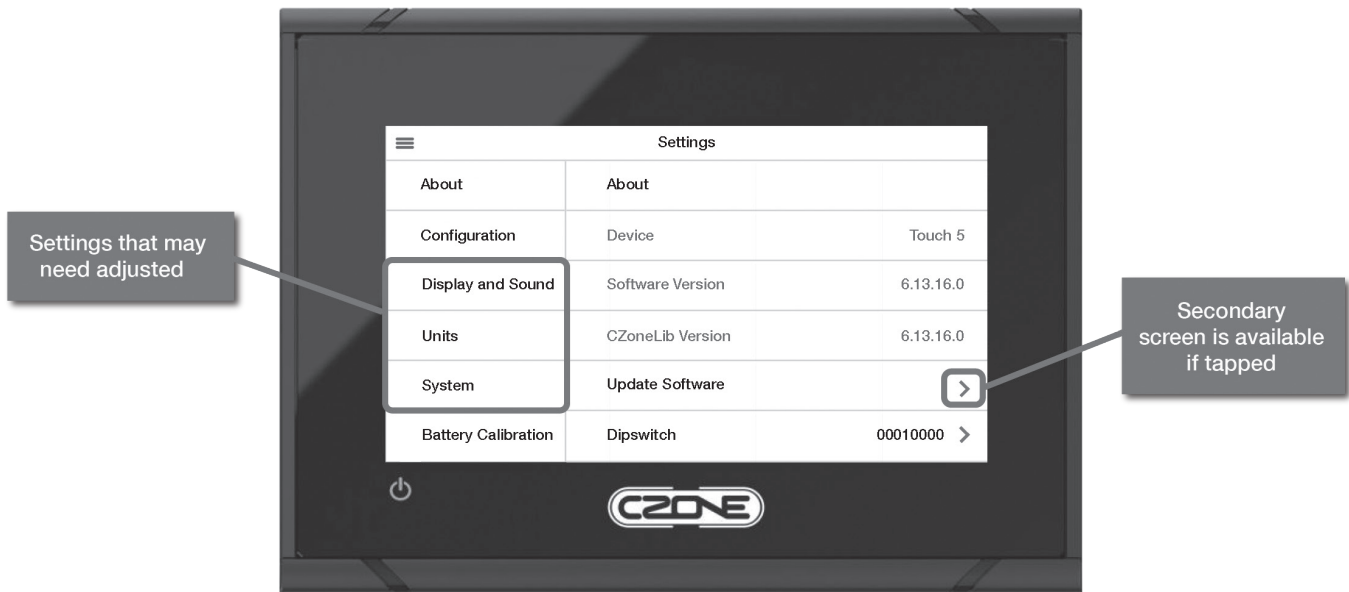 Settings
About
About
Configuration
Device
Touch 5
Settings that may
need adjusted
Display and Sound
Software Version
6.13.16.0
Units
CZoneLib Version
6.13.16.0
Secondary
screen is available
if tapped
System
Update Software
Battery Calibration
Dipswitch
00010000
CZONE